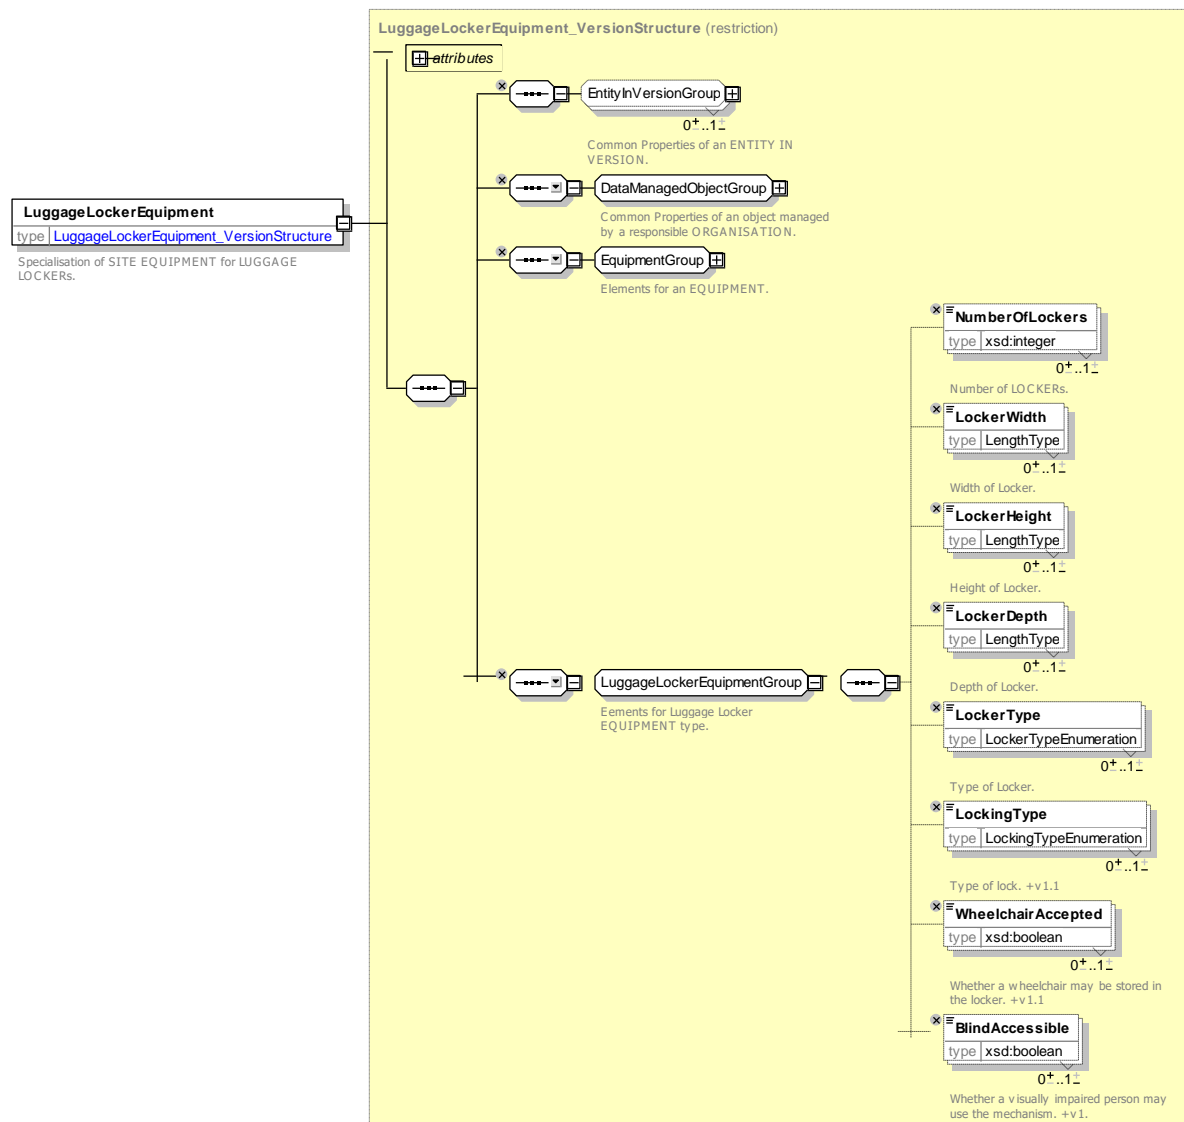 LuggageLockerEquipment_VersionStructure (restriction)
attributes
EntityInVersionGroup
0..1
Common Properties of an ENTITY IN
VERSION.
DataManagedObjectGroup
Common Properties of an object managed
by a responsible ORGANISATION.
LuggageLockerEquipment
type LuggageLockerEquipment_VersionStructure
Specialisation of SITE EQUIPMENT for LUGGAGE
LOCKERs.
EquipmentGroup
Elements for an EQUIPMENT.
NumberOfLockers
type xsd:integer
0..1
Number of LOCKERs.
LockerWidth
type LengthType
0..1
Width of Locker.
LockerHeight
type LengthType
0..1
Height of Locker.
LockerDepth
type LengthType
0..1
Depth of Locker.
LuggageLockerEquipmentGroup
Eements for Luggage Locker
EQUIPMENT type.
LockerType
type LockerTypeEnumeration
0..1
Type of Locker.
LockingType
type LockingTypeEnumeration
0..1
Type of lock. +v1.1
WheelchairAccepted
type xsd:boolean
0..1
Whether a wheelchair may be stored in
the locker. +v1.1
BlindAccessible
type xsd:boolean
0..1
Whether a visually impaired person may
use the mechanism. +v1.